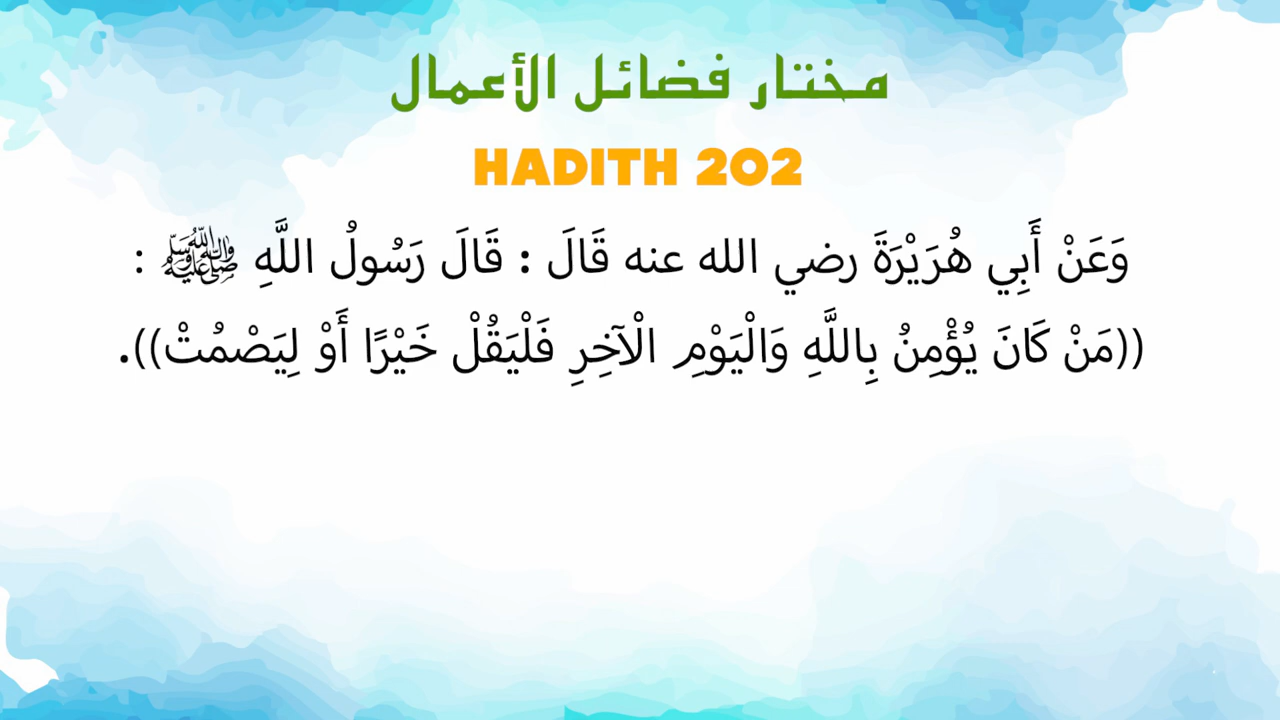 مختار فضائل الأعمال
HADITH 202
وَعَنْ أَبِي هُرَيْرَةَ رضي الله عنه قَالَ : قَالَ رَسُولُ اللَّهِ ﷺ :
((مَنْ كَانَ يُؤْمِنُ بِاللَّهِ وَالْيَوْمِ الْآخِرِ فَلْيَقُلْ خَيْرًا أَوْ لِيَصْمُتْ)).